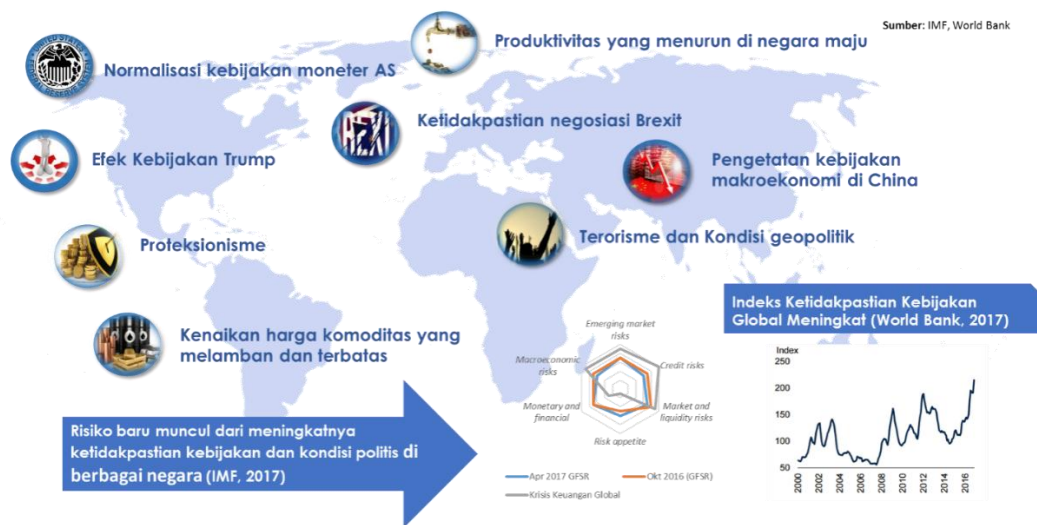 Sumber: IMF, World Bank
Produktivitas yang menurun di negara maju
Normalisasi kebijakan moneter AS
Ketidakpastian negosiasi Brexit
Efek Kebijakan Trump
Pengetatan kebijakan
makroekonomi di China
Proteksionisme
Terorisme dan Kondisi geopolitik
Kenaikan harga komoditas yang
melamban dan terbatas
Indeks Ketidakpastian Kebijakan
Global Meningkat (World Bank, 2017)
Emerging market
risks
Macroeconomic
risks
Credit risks
Monetary and
financial
Market and
liquidity risks
Risk appetite
Apr 2017 GFSR
Okt 2016 (GFSR)
Krisis Keuangan Global
Risiko baru muncul dari meningkatnya
ketidakpastian kebijakan dan kondisi politis di
berbagai negara (IMF, 2017)
Index
250
200
150
100
50
2000
2002
2004
2006
2008
2010
2012
2014
2016